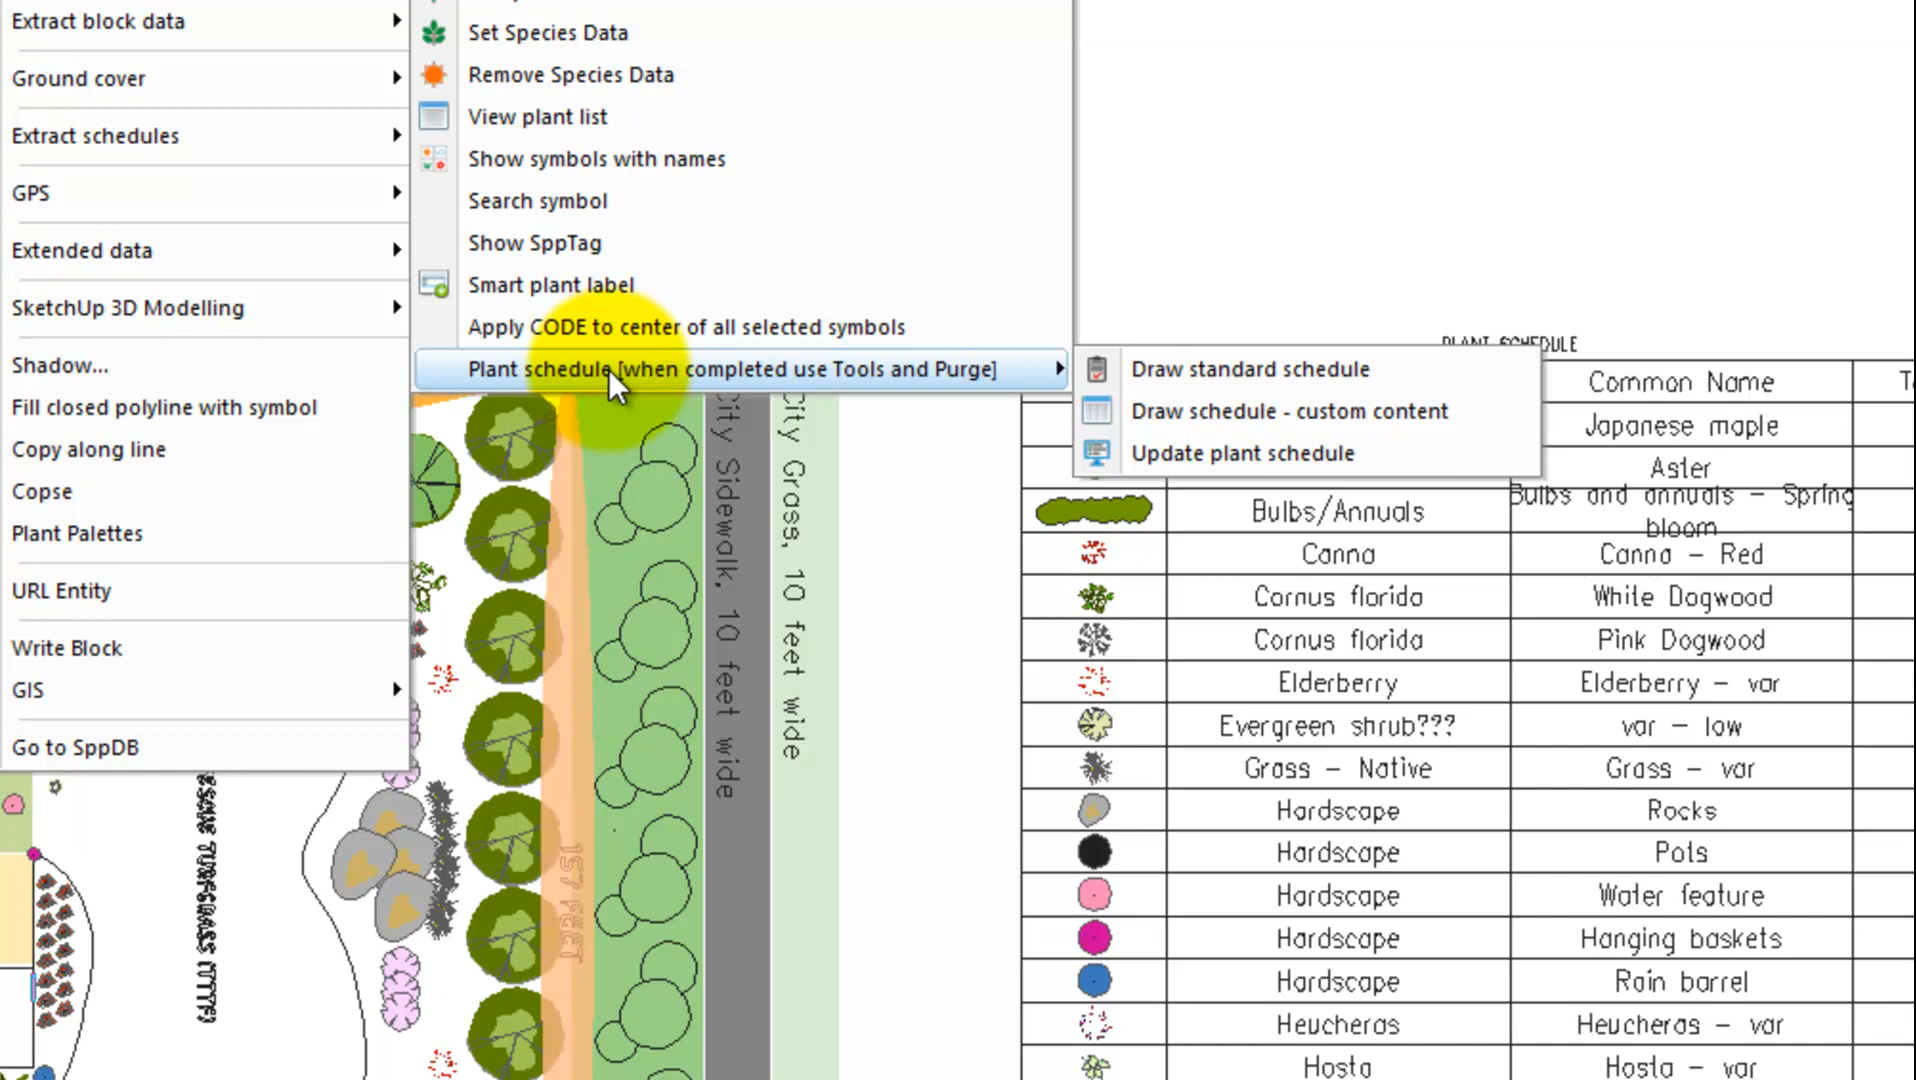 Extract block data
Ground cover
Extract schedules
GPS
Extended data
SketchUp 3D Modelling
Shadow...
Fill closed polyline with symbol
Copy along line
Copse
Plant Palettes
URL Entity
Write Block
GIS
Go to SppDB
Set Species Data
Remove Species Data
View plant list
Show symbols with names
Search symbol
Show SppTag
Smart plant label
Apply CODE to center of all selected symbols
Plant schedule [when completed use Tools and Purge]
Draw standard schedule
Draw schedule - custom content
Update plant schedule
City Sidewalk, 10 feet wide
City Grass, 10 feet wide
157 FEET
PLANT SCHEDULE
Common Name
Japanese maple
Aster
Bulbs/Annuals
Bulbs and annuals – Spring
bloom
Canna
Canna – Red
Cornus florida
White Dogwood
Cornus florida
Pink Dogwood
Elderberry
Elderberry – var
Evergreen shrub???
var – low
Grass – Native
Grass – var
Hardscape
Rocks
Hardscape
Pots
Hardscape
Water feature
Hardscape
Hanging baskets
Hardscape
Rain barrel
Heucheras
Heucheras – var
Hosta
Hosta – var